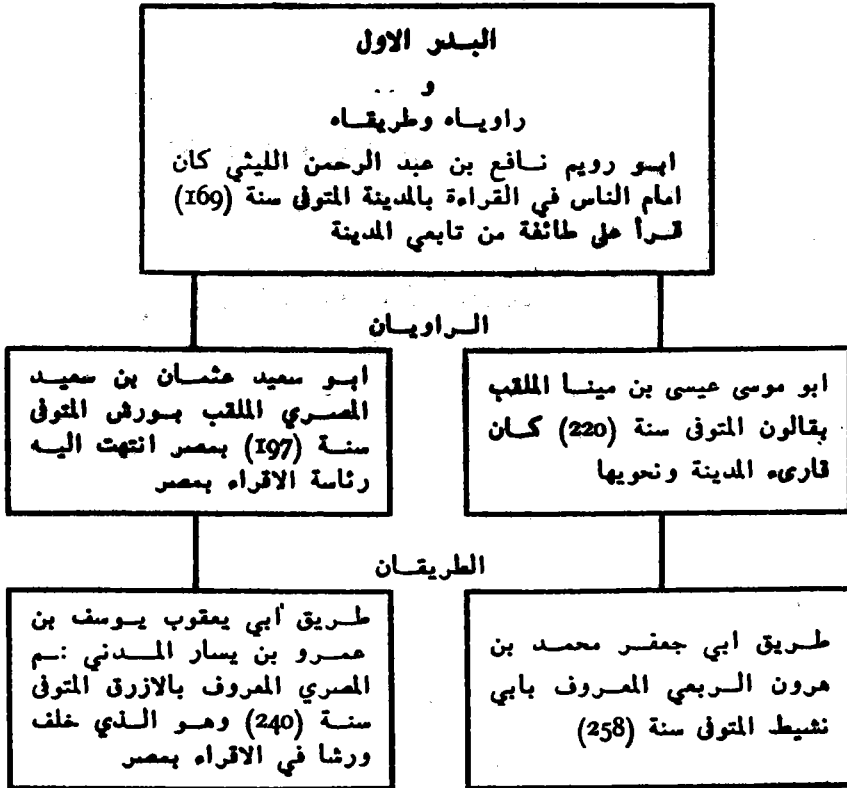 البدر الاول
و
راوياه وطريقاه
ابو رويم نافع بن عبد الرحمن الليثي كان
امام الناس في القراءة بالمدينة المتوفى سنة (169)
قرأ على طائفة من تابعي المدينة
الراويان
ابو موسى عيسى بن مينا الملقب
بقالون المتوفى سنة (220) كان
قارىء المدينة ونحويها
ابو سعيد عثمان بن سعيد
المصري الملقب بورش المتوفى
سنة (197) بمصر انتهت اليه
رئاسة الاقراء بمصر
الطريقان
طريق ابي جعفر محمد بن
هرون الربعي المعروف بابي
نشيط المتوفى سنة (258)
طريق أبي يعقوب يوسف بن
عمرو بن يسار المدني ثم
المصري المعروف بالازرق المتوفى
سنة (240) وهو الذي خلف
ورشا في الاقراء بمصر